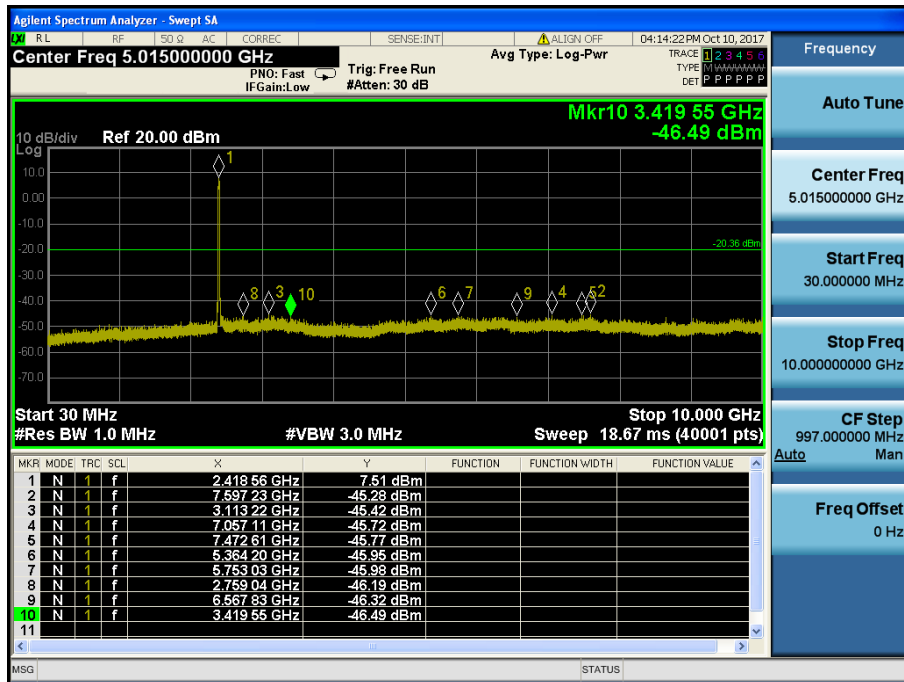 Agilent Spectrum Analyzer - Swept SA
LXI RL RF 50 Ω AC CORREC SENSE:INT ALIGN OFF 04:14:22PM Oct 10, 2017
Center Freq 5.015000000 GHz
PNO: Fast
IFGain:Low
Trig: Free Run
#Atten: 30 dB
Avg Type: Log-Pwr
TRACE 1 2 3 4 5 6
TYPE M WWWWW
DET P P P P P P
Mkr10 3.419 55 GHz
-46.49 dBm
10 dB/div Ref 20.00 dBm
Log
10.0
0.00
-10.0
-20.0
-30.0
-40.0
-50.0
-60.0
-70.0
-20.36 dBm
1
8 3 10 6 7 9 4 5 2
Start 30 MHz Stop 10.000 GHz
#Res BW 1.0 MHz #VBW 3.0 MHz Sweep 18.67 ms (40001 pts)
MKR MODE TRC SCL X Y FUNCTION FUNCTION WIDTH FUNCTION VALUE
1 N 1 f 2.418 56 GHz 7.51 dBm
2 N 1 f 7.597 23 GHz -45.28 dBm
3 N 1 f 3.113 22 GHz -45.42 dBm
4 N 1 f 7.057 11 GHz -45.72 dBm
5 N 1 f 7.472 61 GHz -45.77 dBm
6 N 1 f 5.364 20 GHz -45.95 dBm
7 N 1 f 5.753 03 GHz -45.98 dBm
8 N 1 f 2.759 04 GHz -46.19 dBm
9 N 1 f 6.567 83 GHz -46.32 dBm
10 N 1 f 3.419 55 GHz -46.49 dBm
11
MSG STATUS
Frequency
Auto Tune
Center Freq
5.015000000 GHz
Start Freq
30.000000 MHz
Stop Freq
10.000000000 GHz
CF Step
997.000000 MHz
Auto Man
Freq Offset
0 Hz